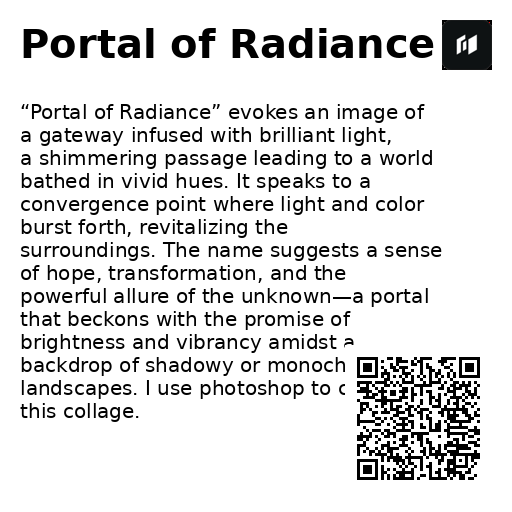 Portal of Radiance
“Portal of Radiance” evokes an image of
a gateway infused with brilliant light,
a shimmering passage leading to a world
bathed in vivid hues. It speaks to a
convergence point where light and color
burst forth, revitalizing the
surroundings. The name suggests a sense
of hope, transformation, and the
powerful allure of the unknown—a portal
that beckons with the promise of
brightness and vibrancy amidst a
backdrop of shadowy or
landscapes. I use photoshop to
this collage.